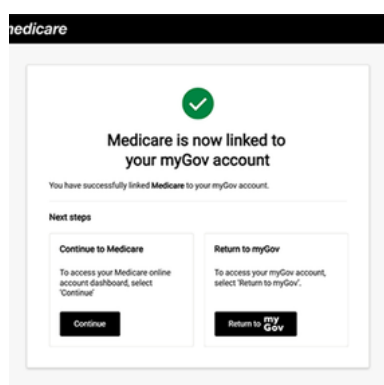 medicare
Medicare is now linked to
your myGov account
You have successfully linked Medicare to your myGov account.
Next steps
Continue to Medicare
To access your Medicare online
account dashboard, select
'Continue'
Continue
Return to myGov
To access your myGov account,
select 'Return to myGov'.
Return to my
Gov